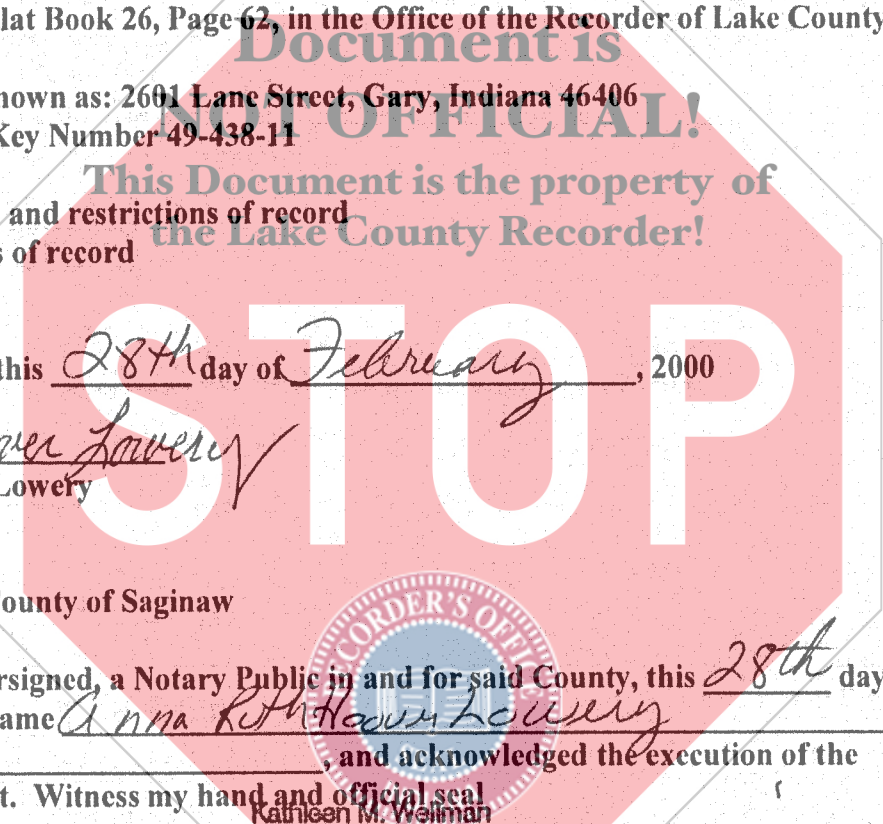 lat Book 26, Page 62, in the Office of the Recorder of Lake County
Document is
nown as: 2601 Lane Street, Gary, Indiana 46406
NOT OFFICIAL!
Key Number 49-438-11
This Document is the property of
and restrictions of record
the Lake County Recorder!
s of record
STOP
this 28th day of February, 2000
ver Lowery
Lowery
ounty of Saginaw
RECORDER'S OFFICE
rsigned, a Notary Public in and for said County, this 28th day
ame Anna Ruth Hoover Lowery
, and acknowledged the execution of the
t. Witness my hand and official seal
Kathleen M. Wellman